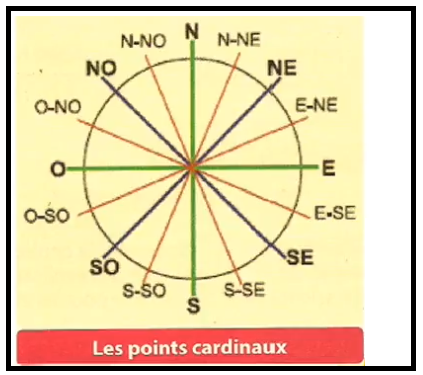 N
N-NO
N-NE
NO
NE
O-NO
E-NE
O
E
O-SO
E-SE
SO
SE
S-SO
S-SE
S
Les points cardinaux